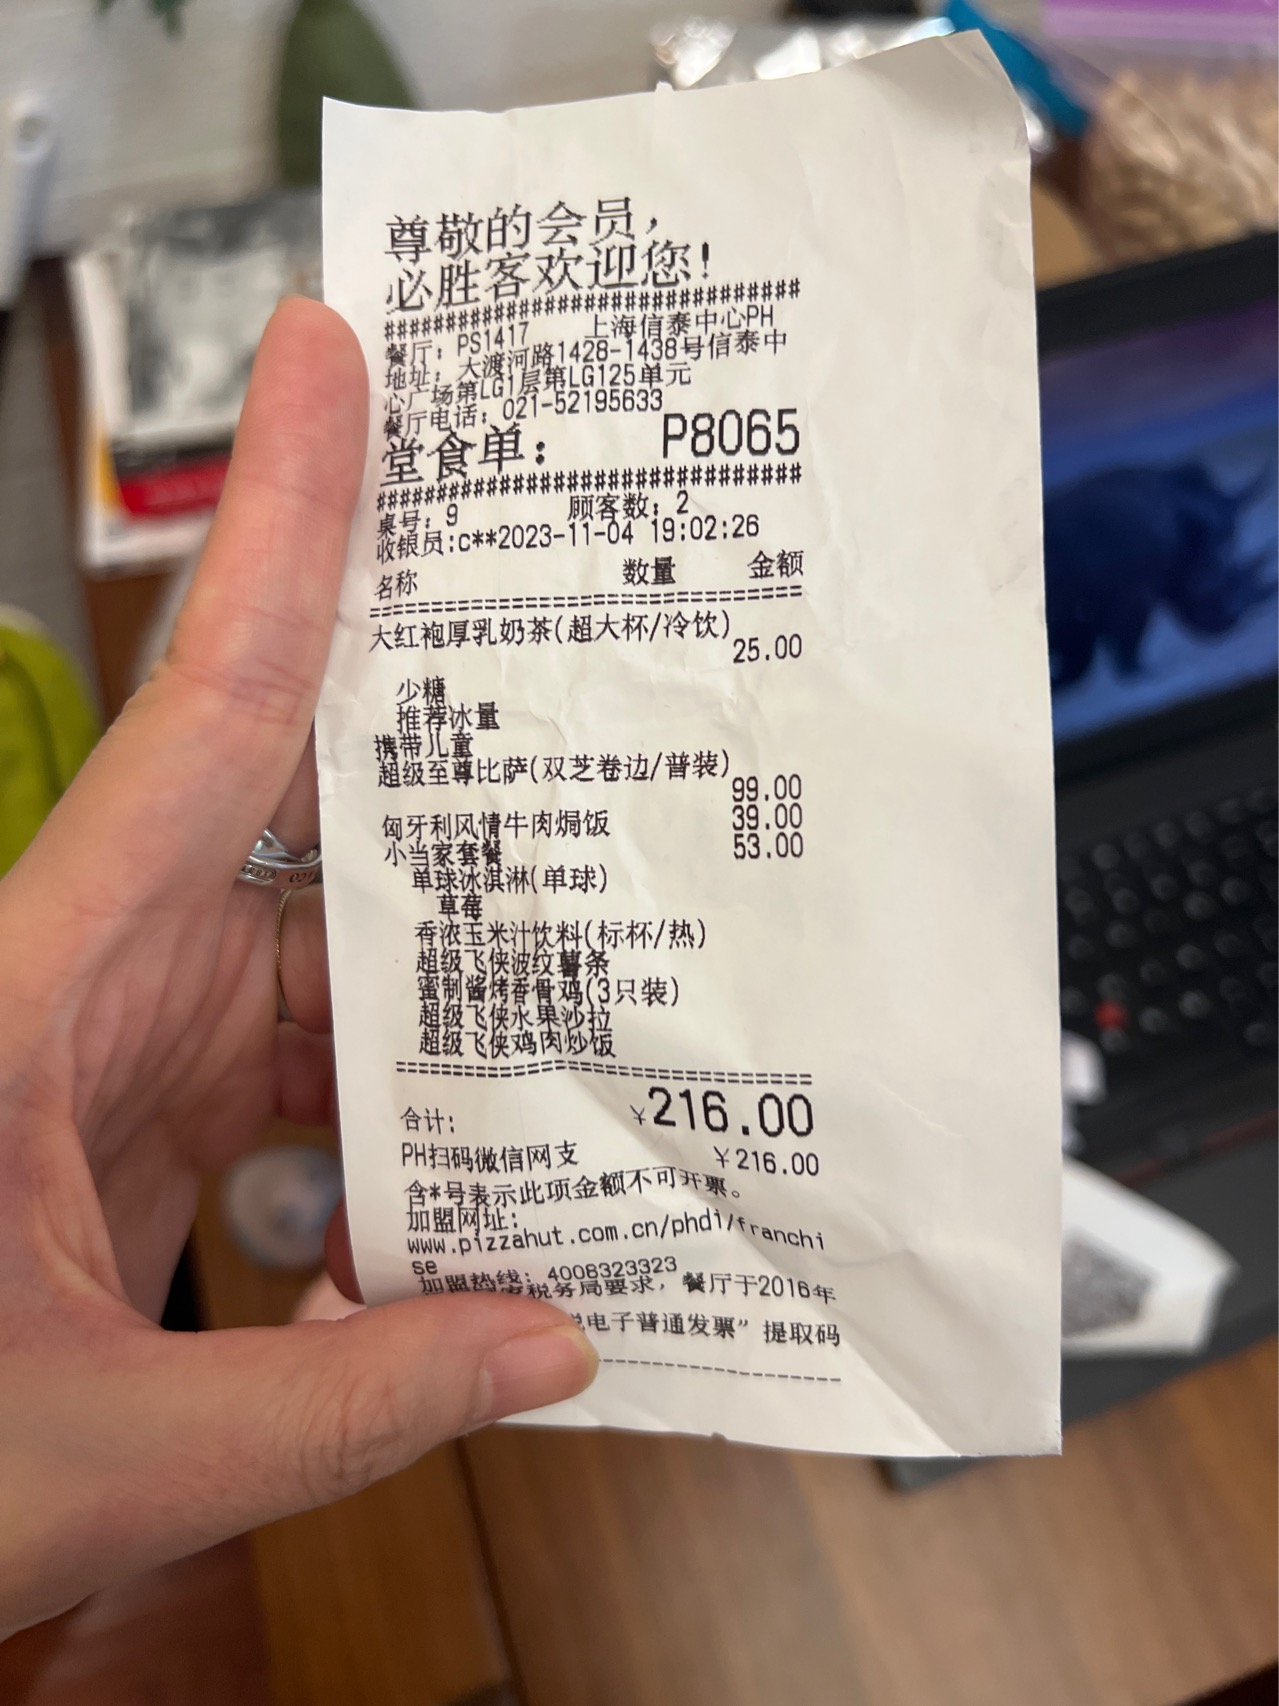 尊敬的会员，
必胜客欢迎您！
##################################
餐厅：PS1417 上海信泰中心PH
地址：大渡河路1428-1438号信泰中
心广场第LG1层第LG125单元
餐厅电话：021-52195633
堂食单： P8065
##################################
桌号：9 顾客数：2
收银员:c**2023-11-04 19:02:26
名称 数量 金额
大红袍厚乳奶茶(超大杯/冷饮)
25.00
少糖
推荐冰量
携带儿童
超级至尊比萨(双芝卷边/普装)
99.00
匈牙利风情牛肉焗饭 39.00
小当家套餐 53.00
单球冰淇淋(单球)
草莓
香浓玉米汁饮料(标杯/热)
超级飞侠波纹薯条
蜜制酱烤香骨鸡(3只装)
超级飞侠水果沙拉
超级飞侠鸡肉炒饭
合计: ￥216.00
PH扫码微信网支 ￥216.00
含*号表示此项金额不可开票。
加盟网址:
www.pizzahut.com.cn/phdi/franchi
se
加盟热线: 4008323323
税务局要求，餐厅于2016年
电子普通发票”提取码